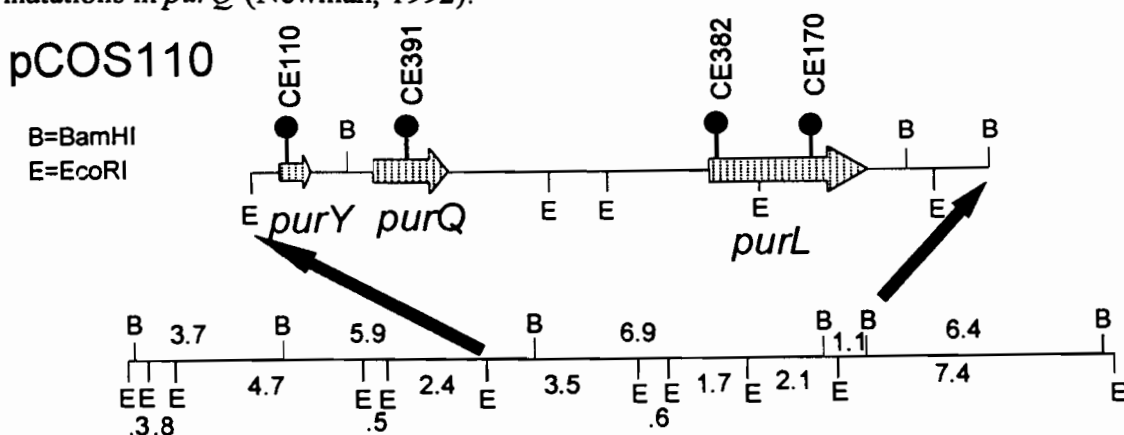 mutations in purQ (Newman, 1992).
pCOS110
CE110
CE391
CE382
CE170
B=BamHI
E=EcoRI
B
B
B
E
E
E
E
E
purY
purQ
purL
B
3.7
B
5.9
B
6.9
B
1.1
B
6.4
B
E
E
E
4.7
E
E
2.4
E
3.5
E
E
1.7
E
2.1
E
7.4
E
.3
.8
.5
.6